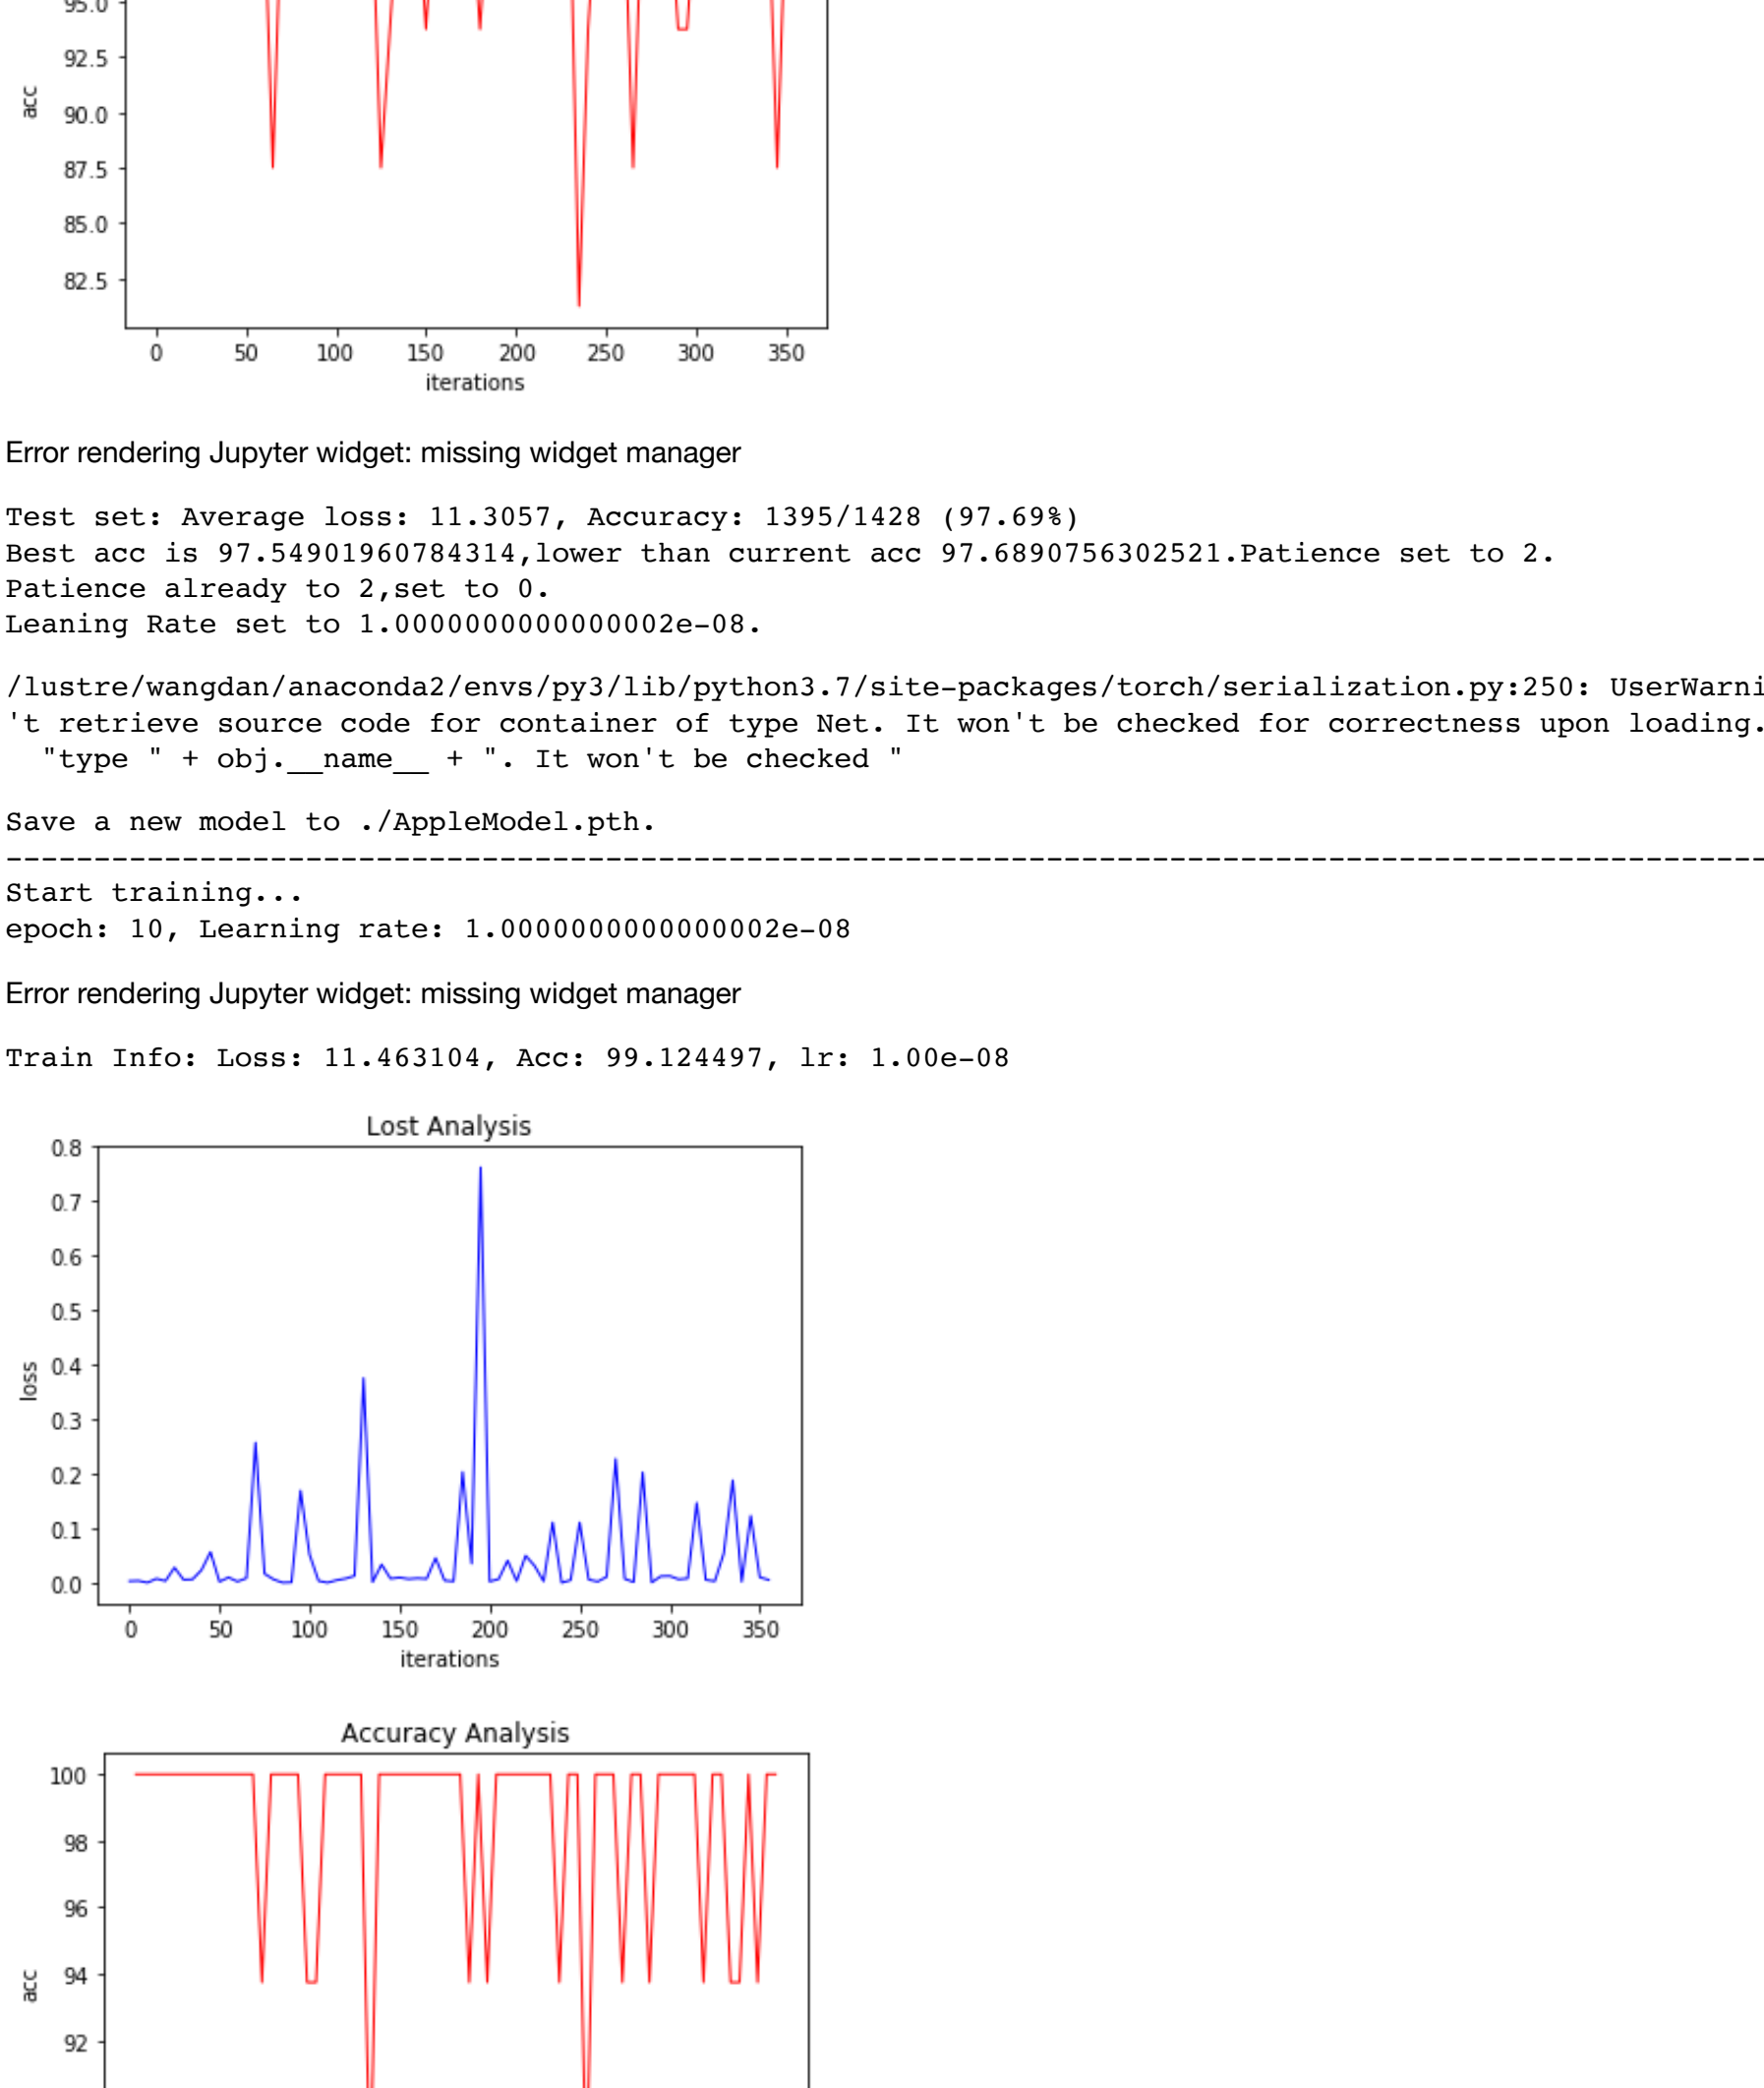 95.0
92.5
90.0
87.5
85.0
82.5
acc
0 50 100 150 200 250 300 350
iterations
Error rendering Jupyter widget: missing widget manager
Test set: Average loss: 11.3057, Accuracy: 1395/1428 (97.69%)
Best acc is 97.54901960784314,lower than current acc 97.6890756302521.Patience set to 2.
Patience already to 2,set to 0.
Leaning Rate set to 1.0000000000000002e-08.
/lustre/wangdan/anaconda2/envs/py3/lib/python3.7/site-packages/torch/serialization.py:250: UserWarni
't retrieve source code for container of type Net. It won't be checked for correctness upon loading.
"type " + obj.__name__ + ". It won't be checked "
Save a new model to ./AppleModel.pth.
----------------------------------------------------------------------------------------------------
Start training...
epoch: 10, Learning rate: 1.0000000000000002e-08
Error rendering Jupyter widget: missing widget manager
Train Info: Loss: 11.463104, Acc: 99.124497, lr: 1.00e-08
Lost Analysis
0.8
0.7
0.6
0.5
0.4
0.3
0.2
0.1
0.0
loss
0 50 100 150 200 250 300 350
iterations
Accuracy Analysis
100
98
96
94
92
acc